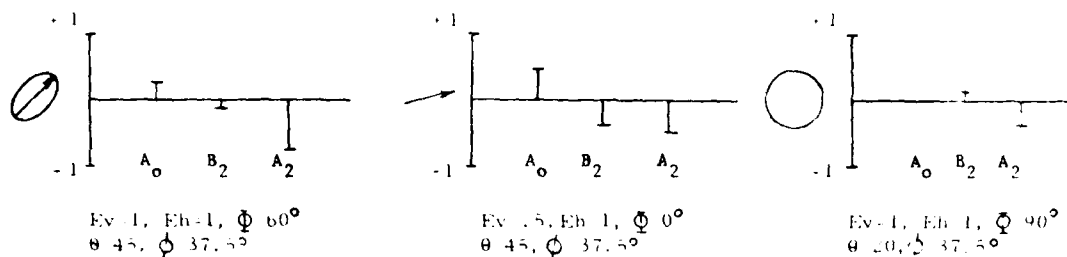 + 1 + 1 + 1
A₀ B₂ A₂ A₀ B₂ A₂ A₀ B₂ A₂
- 1 - 1 - 1
Ev 1, Eh 1, Φ 60° Ev .5, Eh 1, Φ 0° Ev 1, Eh 1, Φ 90°
θ 45, ϕ 37.5° θ 45, ϕ 37.5° θ 20, ϕ 37.5°